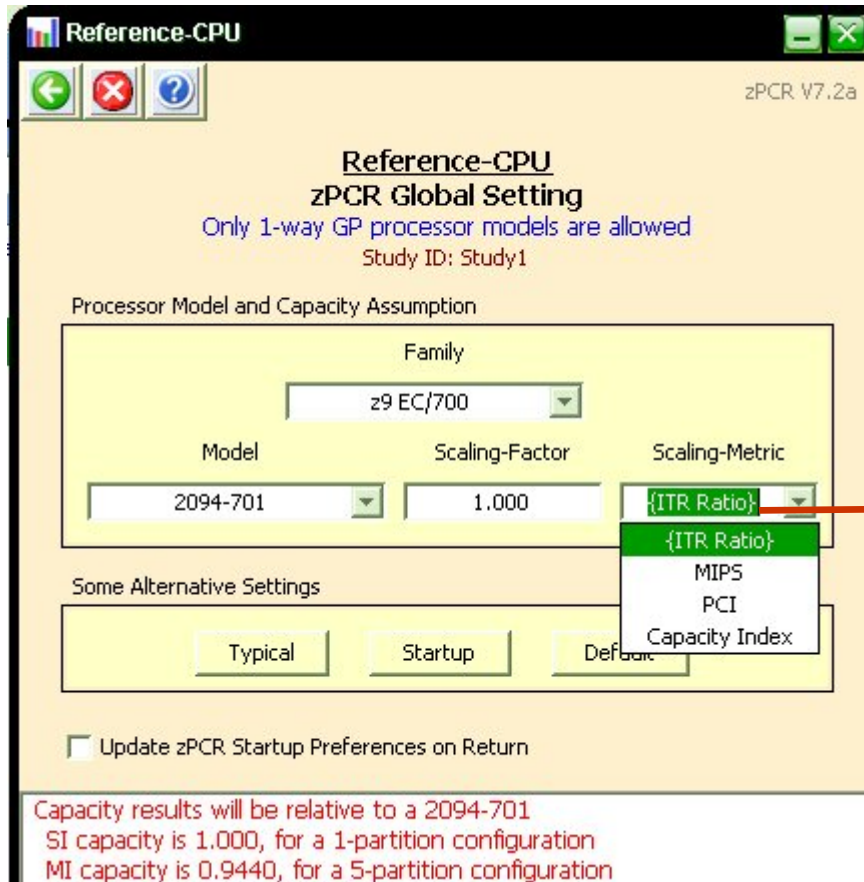 Reference-CPU
zPCR V7.2a
Reference-CPU
zPCR Global Setting
Only 1-way GP processor models are allowed
Study ID: Study1
Processor Model and Capacity Assumption
Family
z9 EC/700
Model Scaling-Factor Scaling-Metric
2094-701 1.000 {ITR Ratio}
{ITR Ratio}
MIPS
PCI
Capacity Index
Some Alternative Settings
Typical Startup Default
Update zPCR Startup Preferences on Return
Capacity results will be relative to a 2094-701
SI capacity is 1.000, for a 1-partition configuration
MI capacity is 0.9440, for a 5-partition configuration